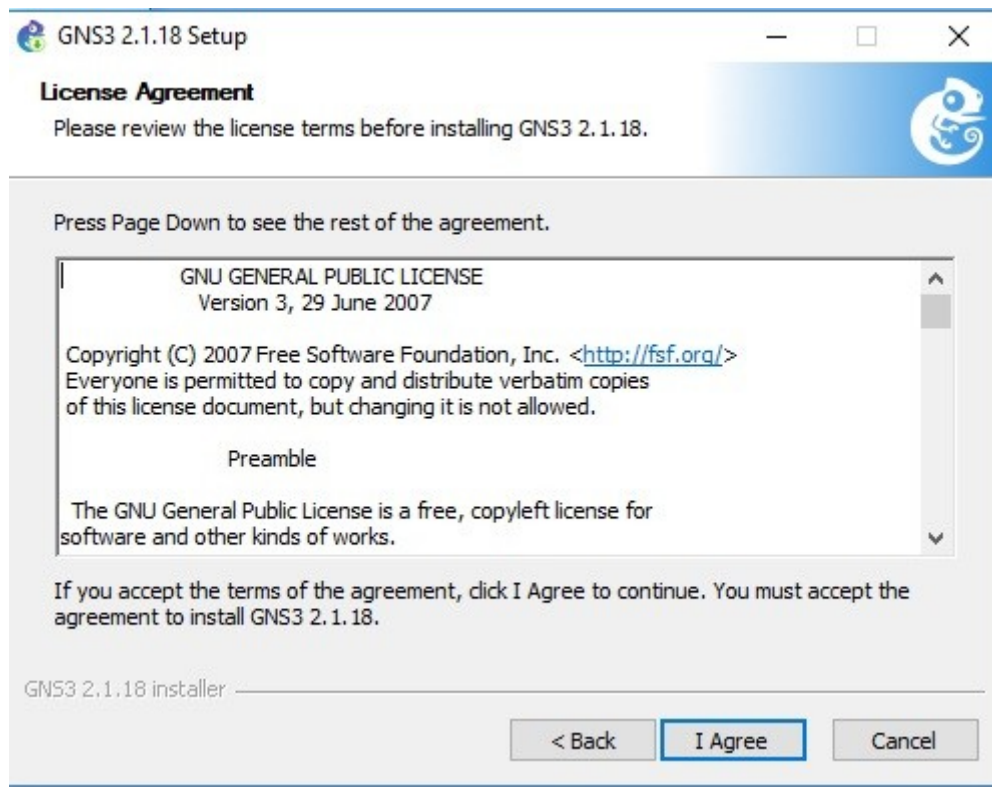 GNS3 2.1.18 Setup
License Agreement
Please review the license terms before installing GNS3 2.1.18.
Press Page Down to see the rest of the agreement.
GNU GENERAL PUBLIC LICENSE
Version 3, 29 June 2007
Copyright (C) 2007 Free Software Foundation, Inc. <http://fsf.org/>
Everyone is permitted to copy and distribute verbatim copies
of this license document, but changing it is not allowed.
Preamble
The GNU General Public License is a free, copyleft license for
software and other kinds of works.
If you accept the terms of the agreement, click I Agree to continue. You must accept the
agreement to install GNS3 2.1.18.
GNS3 2.1.18 installer
< Back I Agree Cancel